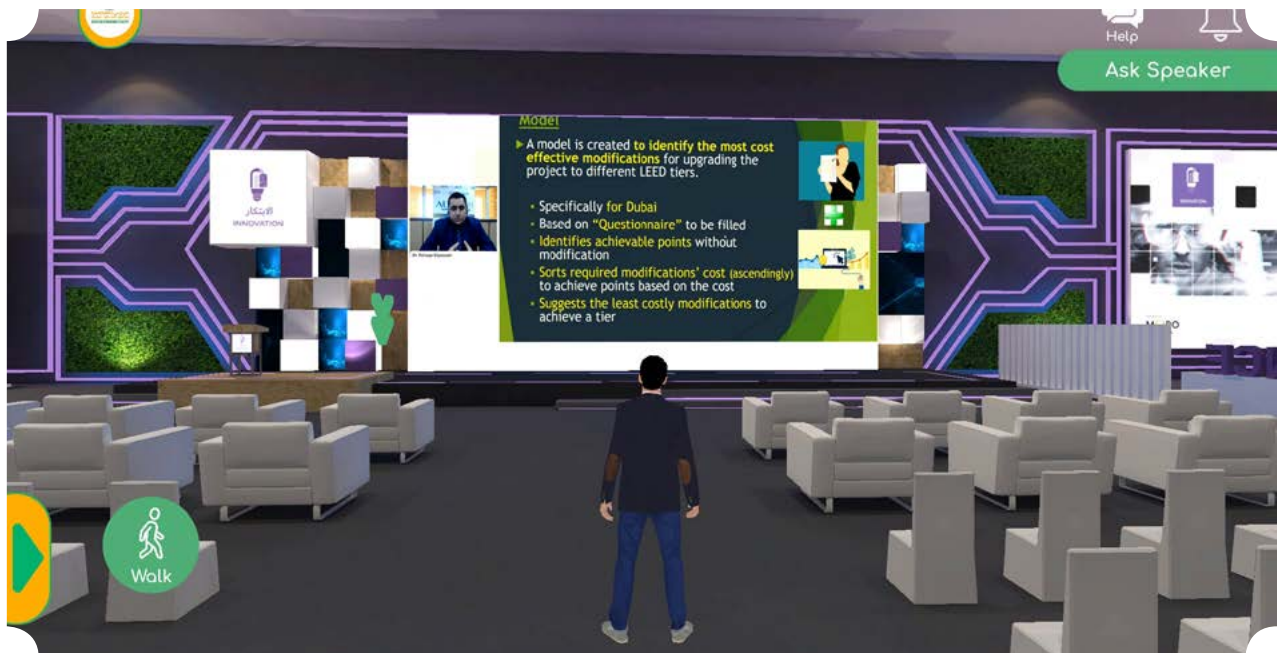 Help
Ask Speaker
Model
A model is created to identify the most cost
effective modifications for upgrading the
project to different LEED tiers.
Specifically for Dubai
Based on “Questionnaire” to be filled
Identifies achievable points without
modification
Sorts required modifications’ cost (ascendingly)
to achieve points based on the cost
Suggests the least costly modifications to
achieve a tier
الابتكار
INNOVATION
INNOVATION
Walk